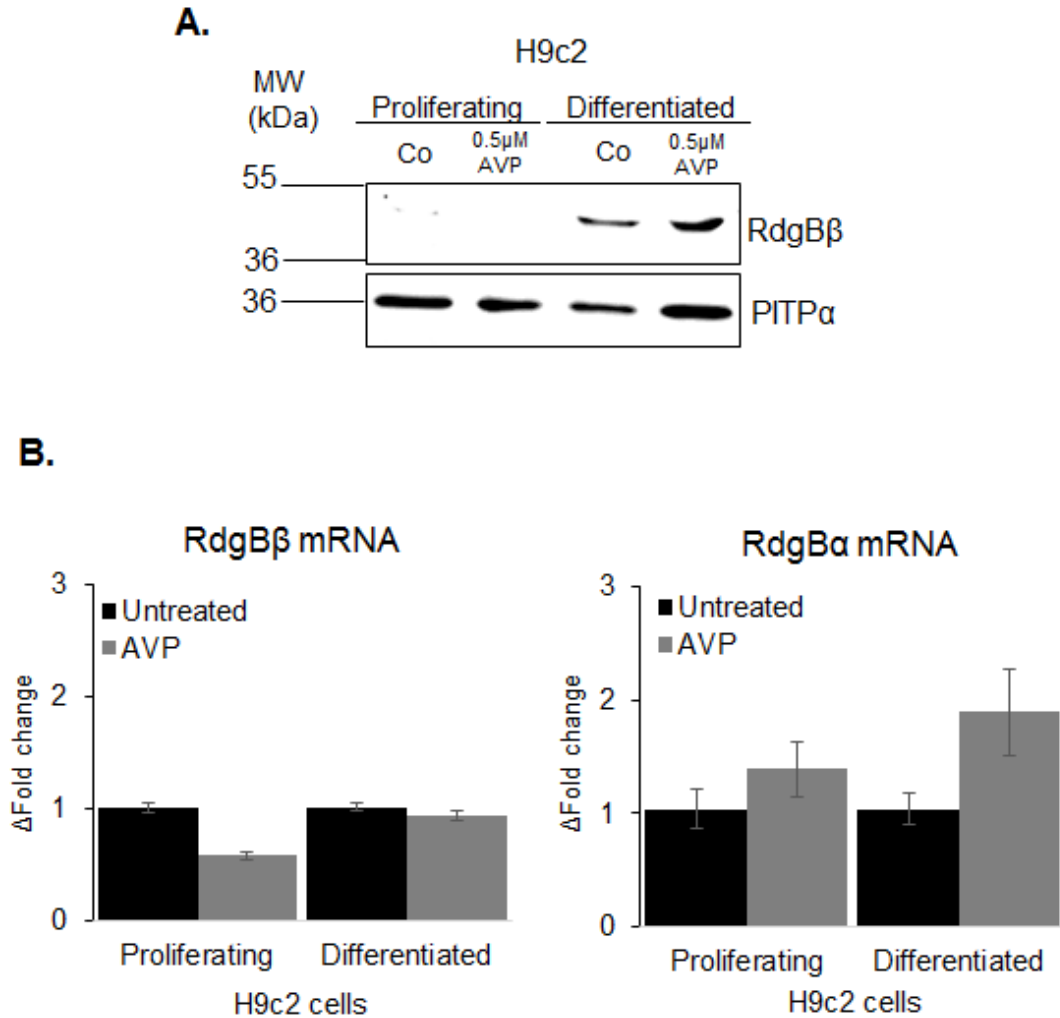 A.
H9c2
MW
(kDa)
Proliferating Differentiated
Co 0.5µM AVP Co 0.5µM AVP
55
RdgBβ
36
36
PITPα
B.
RdgBβ mRNA
3
Untreated
AVP
2
ΔFold change
1
0
Proliferating Differentiated
H9c2 cells
RdgBα mRNA
3
Untreated
AVP
2
ΔFold change
1
0
Proliferating Differentiated
H9c2 cells